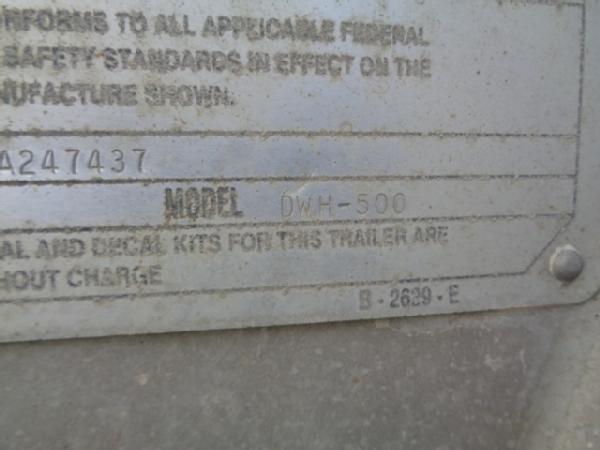 NFORMS TO ALL APPLICABLE FEDERAL
SAFETY STANDARDS IN EFFECT ON THE
NUFACTURE SHOWN.
A247437
MODEL DWH-500
AL AND DECAL KITS FOR THIS TRAILER ARE
HOUT CHARGE
B - 2629 - E